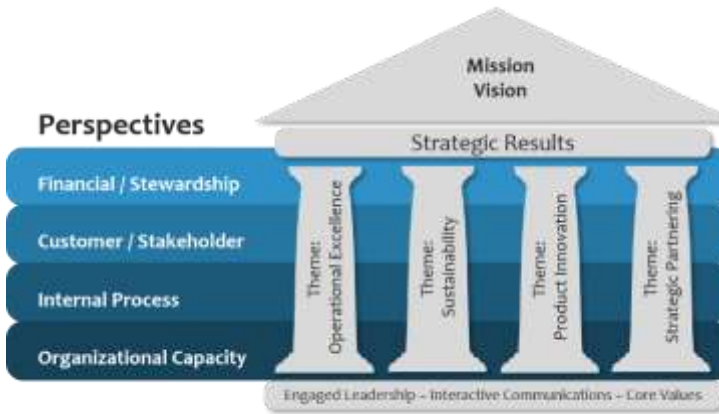 Mission
Vision
Perspectives
Strategic Results
Financial / Stewardship
Customer / Stakeholder
Internal Process
Organizational Capacity
Theme:
Operational Excellence
Theme:
Sustainability
Theme:
Product Innovation
Theme:
Strategic Partnering
Engaged Leadership – Interactive Communications – Core Values